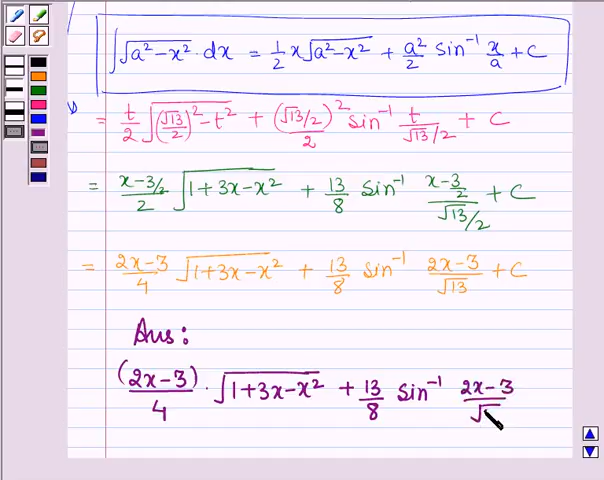 ∫√(a²−x²)·dx = 1/2 x√(a²−x²) + a²/2 sin⁻¹ x/a + C
= t/2 √((√13/2)²−t²) + (√13/2)²/2 sin⁻¹ t/(√13/2) + C
= (x−3/2)/2 √(1+3x−x²) + 13/8 sin⁻¹ (x−3/2)/(√13/2) + C
= (2x−3)/4 √(1+3x−x²) + 13/8 sin⁻¹ (2x−3)/√13 + C
Ans:
(2x−3)/4 · √(1+3x−x²) + 13/8 sin⁻¹ (2x−3)/√